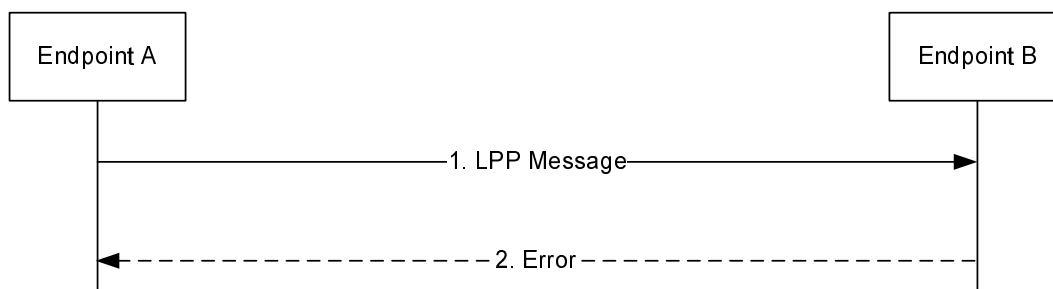 Endpoint A
Endpoint B
1. LPP Message
2. Error